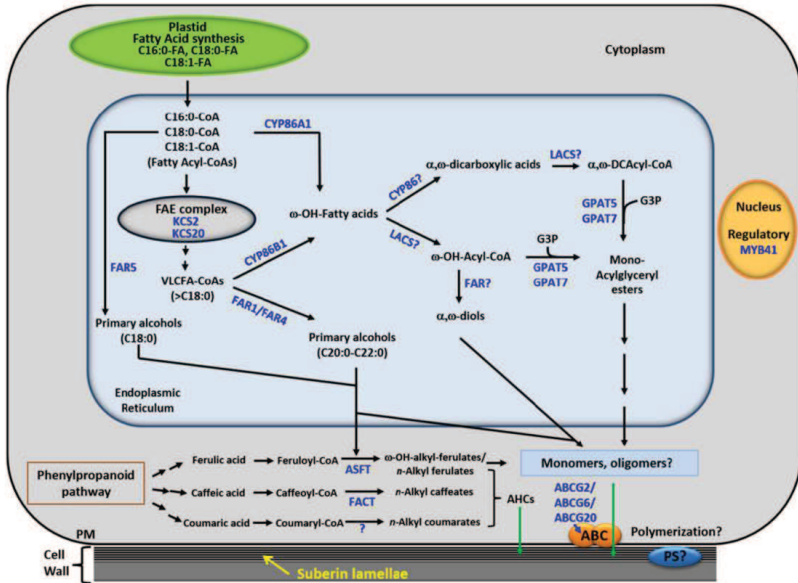 Plastid
Fatty Acid synthesis
C16:0-FA, C18:0-FA
C18:1-FA
Cytoplasm
C16:0-CoA
C18:0-CoA
C18:1-CoA
(Fatty Acyl-CoAs)
CYP86A1
FAE complex
KCS2
KCS20
ω-OH-Fatty acids
CYP86?
α,ω-dicarboxylic acids
LACS?
α,ω-DCAcyl-CoA
GPAT5
GPAT7
G3P
Nucleus
Regulatory
MYB41
FAR5
CYP86B1
LACS?
ω-OH-Acyl-CoA
G3P
GPAT5
GPAT7
Mono-
Acylglyceryl
esters
VLCFA-CoAs
(>C18:0)
FAR1/FAR4
FAR?
α,ω-diols
Primary alcohols
(C18:0)
Primary alcohols
(C20:0-C22:0)
Endoplasmic
Reticulum
Phenylpropanoid
pathway
Ferulic acid
Feruloyl-CoA
ASFT
ω-OH-alkyl-ferulates/
n-Alkyl ferulates
Caffeic acid
Caffeoyl-CoA
FACT
n-Alkyl caffeates
Coumaric acid
Coumaryl-CoA
?
n-Alkyl coumarates
AHCs
Monomers, oligomers?
ABCG2/
ABCG6/
ABCG20
ABC
Polymerization?
PS?
PM
Cell
Wall
Suberin lamellae